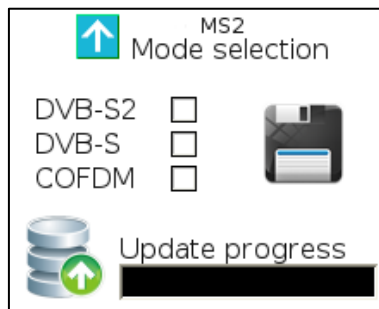 MS2
Mode selection
DVB-S2
DVB-S
COFDM
Update progress